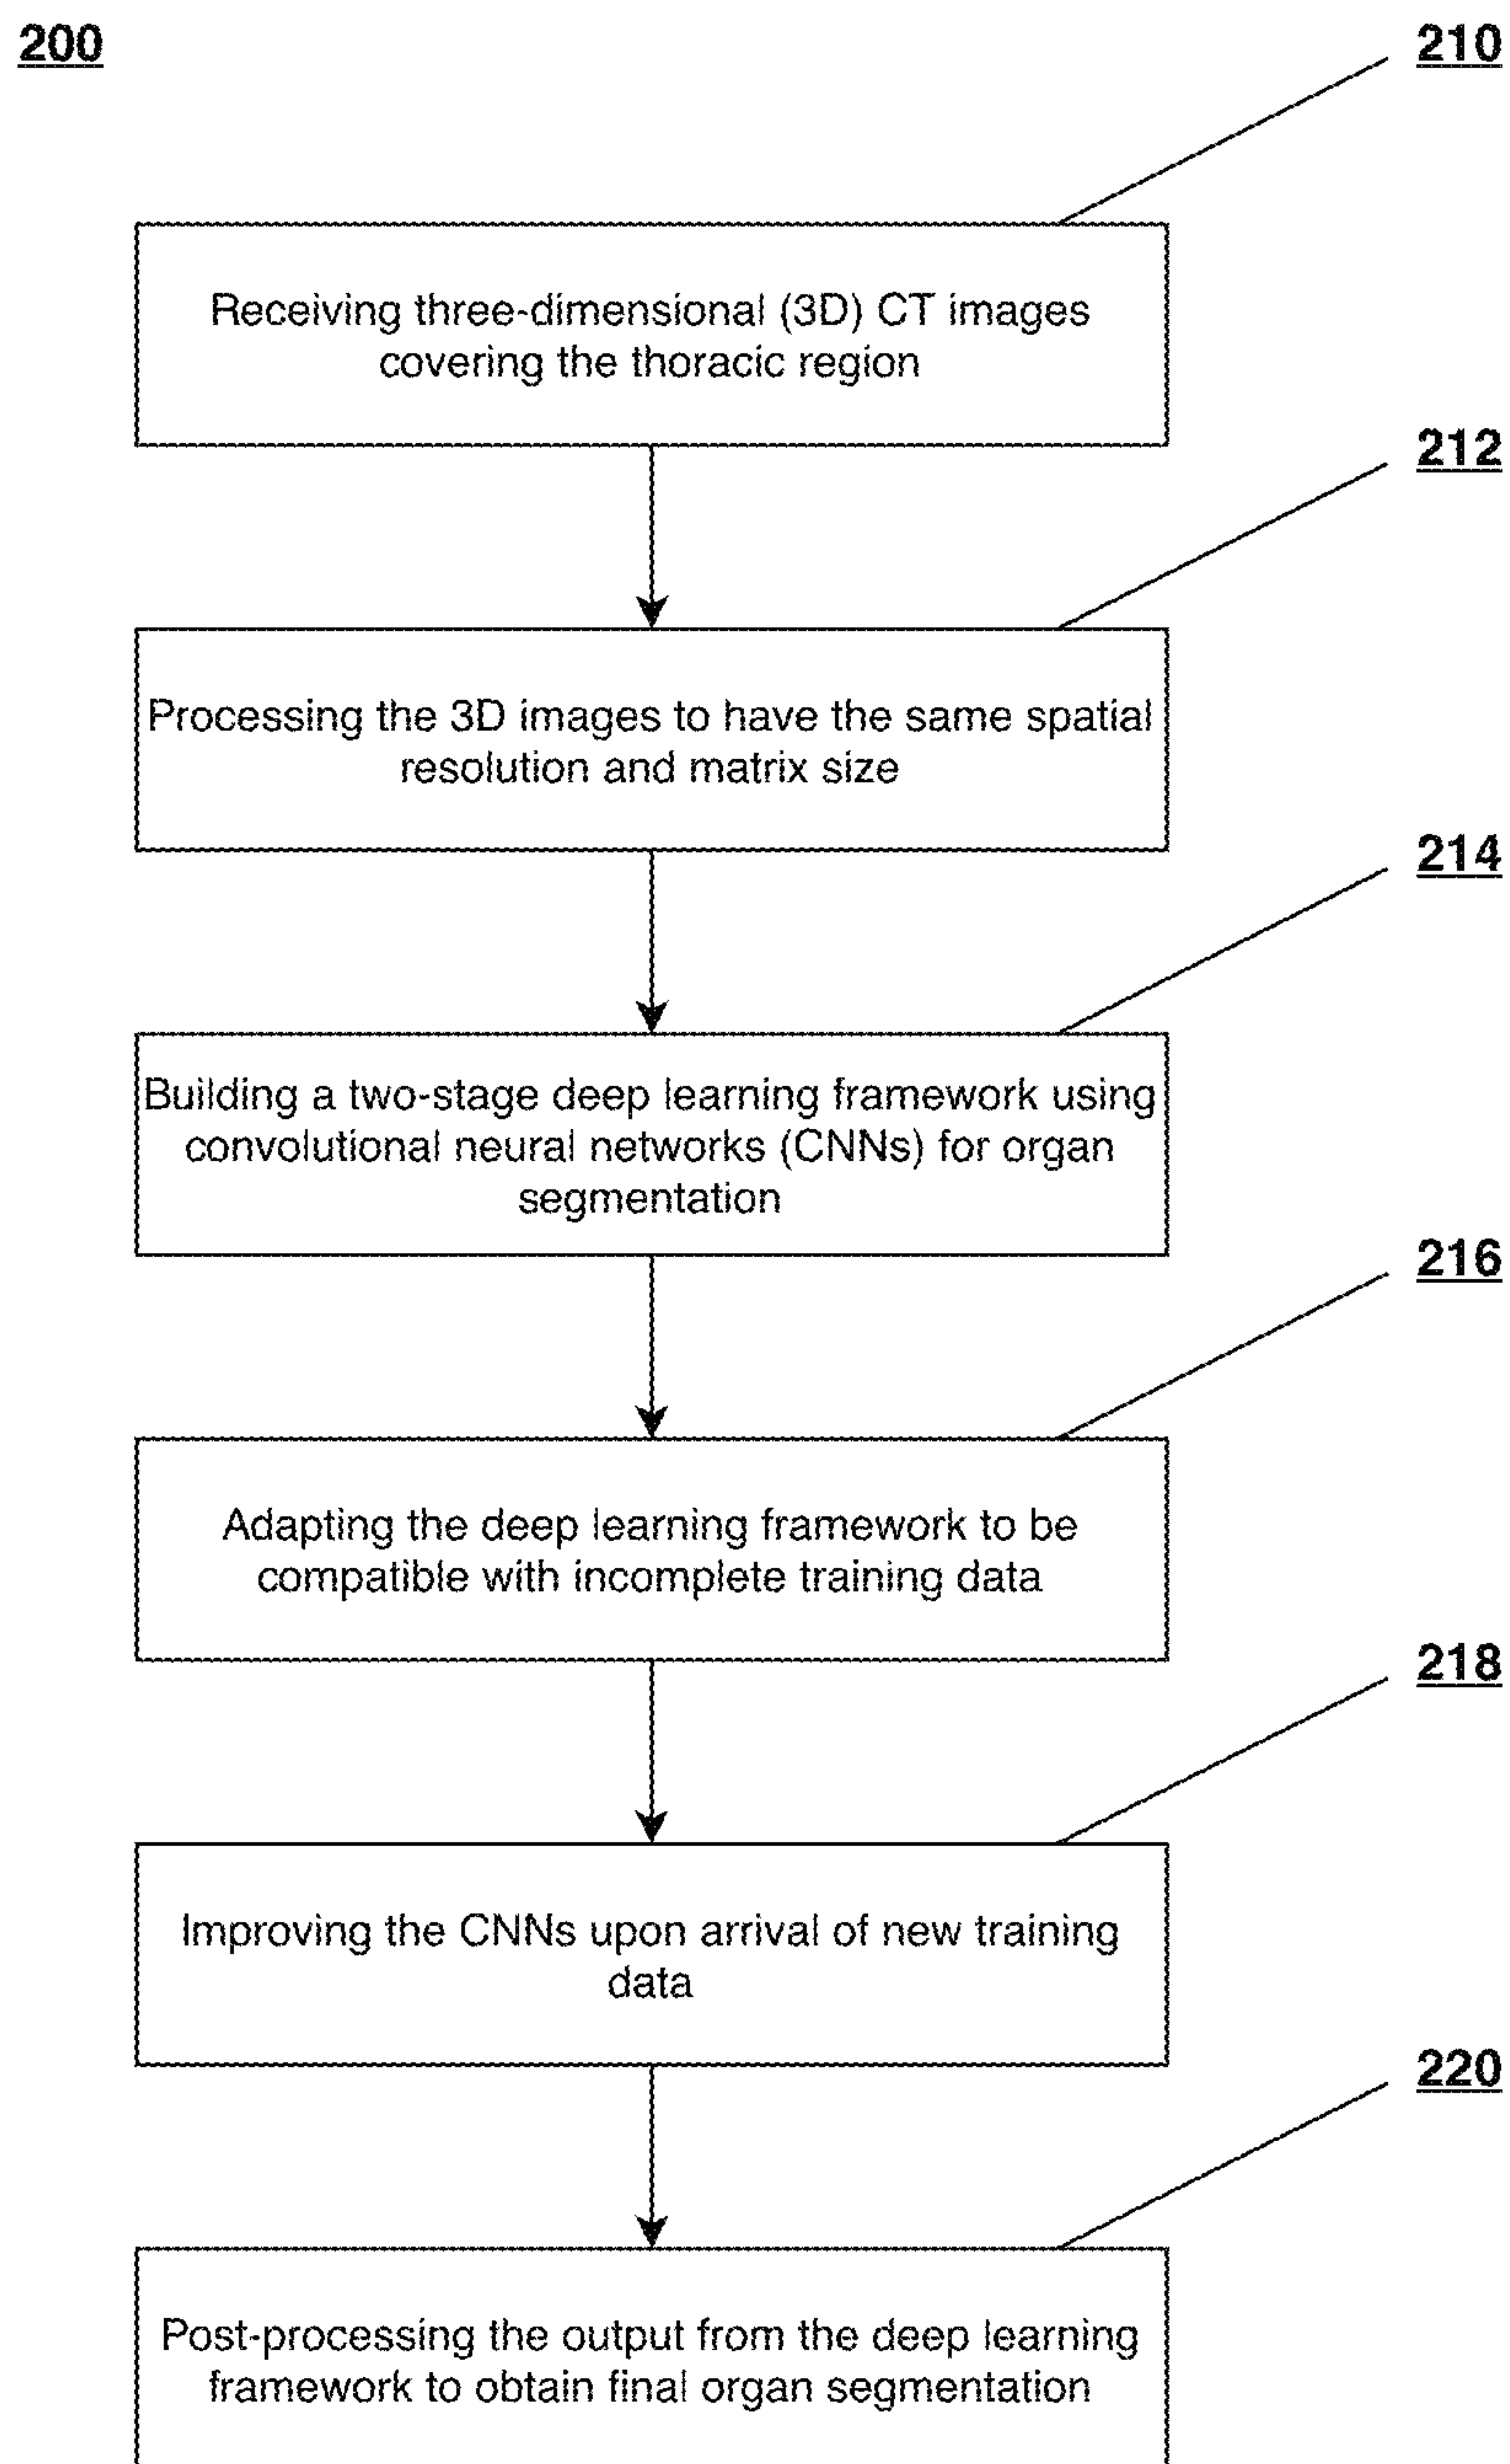 200
210
Receiving three-dimensional (3D) CT images
covering the thoracic region
212
Processing the 3D images to have the same spatial
resolution and matrix size
214
Building a two-stage deep learning framework using
convolutional neural networks (CNNs) for organ
segmentation
216
Adapting the deep learning framework to be
compatible with incomplete training data
218
Improving the CNNs upon arrival of new training
data
220
Post-processing the output from the deep learning
framework to obtain final organ segmentation